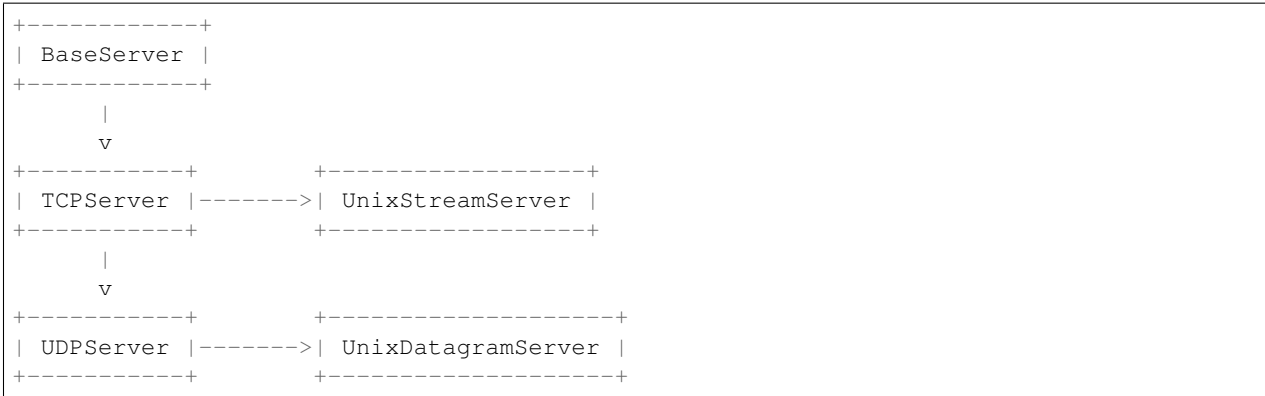 +------------+
| BaseServer |
+------------+
      |
      v
+-----------+        +------------------+
| TCPServer |------->| UnixStreamServer |
+-----------+        +------------------+
      |
      v
+-----------+        +--------------------+
| UDPServer |------->| UnixDatagramServer |
+-----------+        +--------------------+